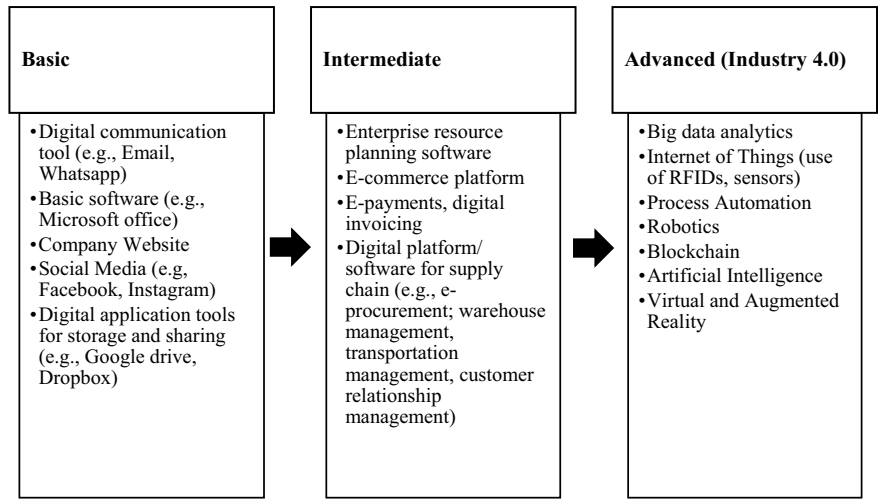 Basic
•Digital communication
tool (e.g., Email,
Whatsapp)
•Basic software (e.g.,
Microsoft office)
•Company Website
•Social Media (e.g,
Facebook, Instagram)
•Digital application tools
for storage and sharing
(e.g., Google drive,
Dropbox)
Intermediate
•Enterprise resource
planning software
•E-commerce platform
•E-payments, digital
invoicing
•Digital platform/
software for supply
chain (e.g., e-
procurement; warehouse
management,
transportation
management, customer
relationship
management)
Advanced (Industry 4.0)
•Big data analytics
•Internet of Things (use
of RFIDs, sensors)
•Process Automation
•Robotics
•Blockchain
•Artificial Intelligence
•Virtual and Augmented
Reality